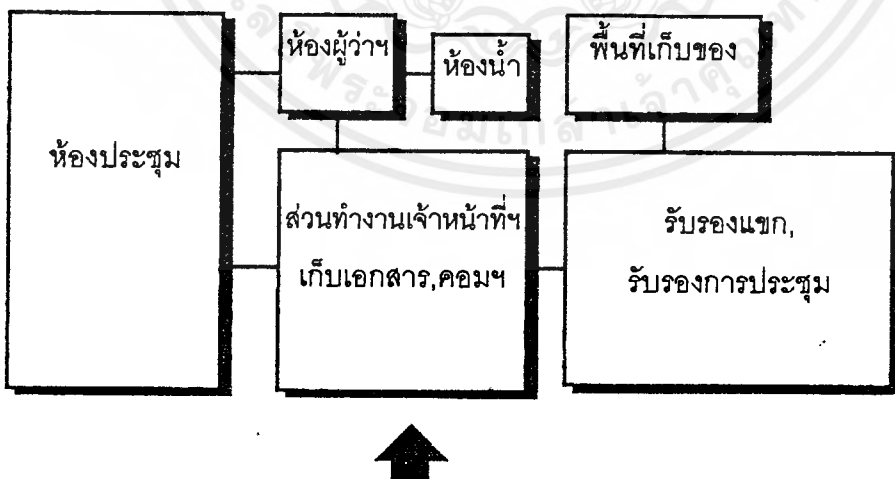 ห้องผู้ว่าฯ
ห้องน้ำ
พื้นที่เก็บของ
ห้องประชุม
ส่วนทำงานเจ้าหน้าที่ฯ
เก็บเอกสาร,คอมฯ
รับรองแขก,
รับรองการประชุม